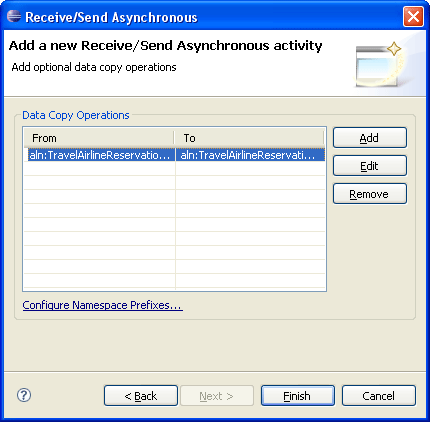 Receive/Send Asynchronous
Add a new Receive/Send Asynchronous activity
Add optional data copy operations
Data Copy Operations
From To
aln:TravelAirlineReservatio... aln:TravelAirlineReservati...
Add
Edit
Remove
Configure Namespace Prefixes...
? < Back Next > Finish Cancel